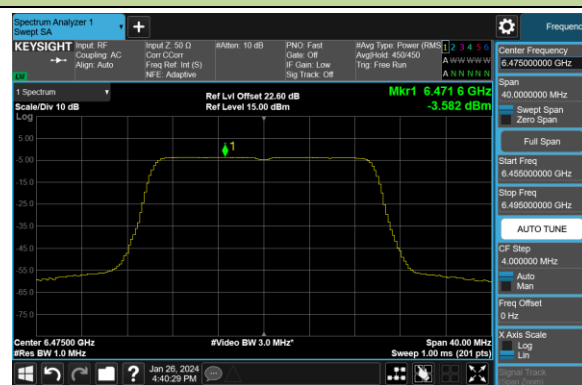 Spectrum Analyzer 1
Swept SA
Frequency
KEYSIGHT
Input: RF
Coupling: AC
Align: Auto
Input Z: 50 Ω
Corr CCorr
Freq Ref: Int (S)
NFE: Adaptive
#Atten: 10 dB
PNO: Fast
Gate: Off
IF Gain: Low
Sig Track: Off
#Avg Type: Power (RMS
Avg|Hold: 450/450
Trig: Free Run
1 2 3 4 5 6
A W W W W W
A N N N N N
LW
1 Spectrum
Scale/Div 10 dB
Log
Ref Lvl Offset 22.60 dB
Ref Level 15.00 dBm
Mkr1 6.471 6 GHz
-3.582 dBm
1
5.00
-5.00
-15.0
-25.0
-35.0
-45.0
-55.0
-65.0
-75.0
Center 6.47500 GHz
#Res BW 1.0 MHz
#Video BW 3.0 MHz*
Span 40.00 MHz
Sweep 1.00 ms (201 pts)
Center Frequency
6.475000000 GHz
Span
40.0000000 MHz
Swept Span
Zero Span
Full Span
Start Freq
6.455000000 GHz
Stop Freq
6.495000000 GHz
AUTO TUNE
CF Step
4.000000 MHz
Auto
Man
Freq Offset
0 Hz
X Axis Scale
Log
Lin
Signal Track
(Span Zoom)
?
Jan 26, 2024
4:40:29 PM